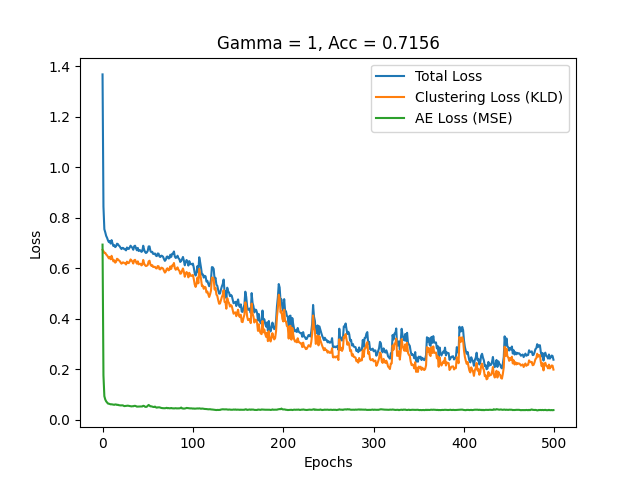 Gamma = 1, Acc = 0.7156
Total Loss
Clustering Loss (KLD)
AE Loss (MSE)
Loss
1.4
1.2
1.0
0.8
0.6
0.4
0.2
0.0
0 100 200 300 400 500
Epochs